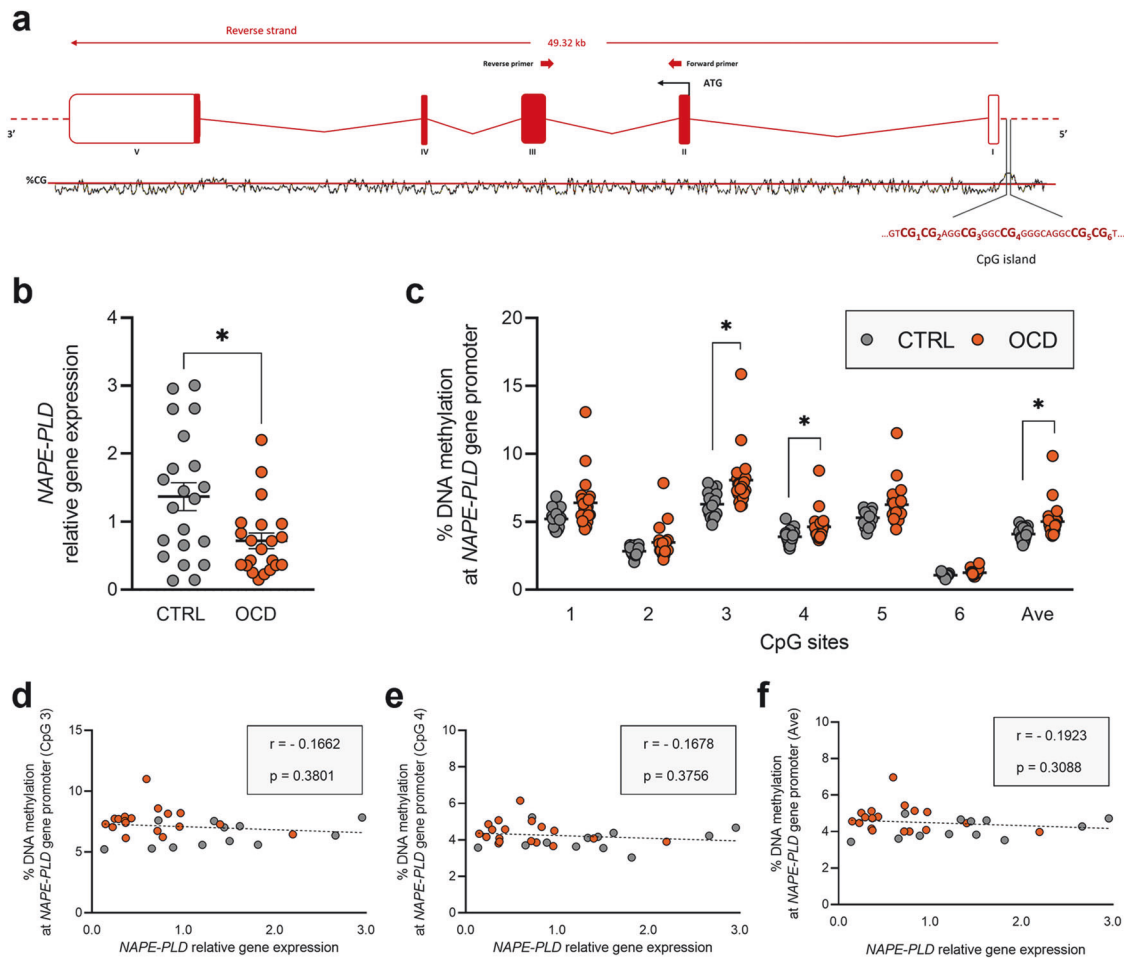 a
Reverse strand
49.32 kb
Reverse primer
Forward primer
ATG
3’
5’
V
IV
III
II
I
%CG
...GTCG1CG2AGGCG3GGCCG4GGGCAGGCCG5CG6T...
CpG island
b
NAPE-PLD
relative gene expression
4
3
2
1
0
*
CTRL
OCD
c
% DNA methylation
at NAPE-PLD gene promoter
20
15
10
5
0
*
*
*
CTRL
OCD
1
2
3
4
5
6
Ave
CpG sites
d
% DNA methylation
at NAPE-PLD gene promoter (CpG 3)
15
10
5
0
r = - 0.1662
p = 0.3801
0.0
1.0
2.0
3.0
NAPE-PLD relative gene expression
e
% DNA methylation
at NAPE-PLD gene promoter (CpG 4)
10
8
6
4
2
0
r = - 0.1678
p = 0.3756
0.0
1.0
2.0
3.0
NAPE-PLD relative gene expression
f
% DNA methylation
at NAPE-PLD gene promoter (Ave)
10
8
6
4
2
0
r = - 0.1923
p = 0.3088
0.0
1.0
2.0
3.0
NAPE-PLD relative gene expression